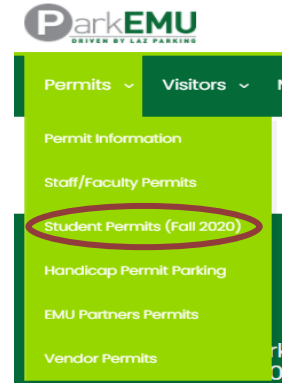 ParkEMU
DRIVEN BY LAZ PARKING
Permits Visitors
Permit Information
Staff/Faculty Permits
Student Permits (Fall 2020)
Handicap Permit Parking
EMU Partners Permits
Vendor Permits